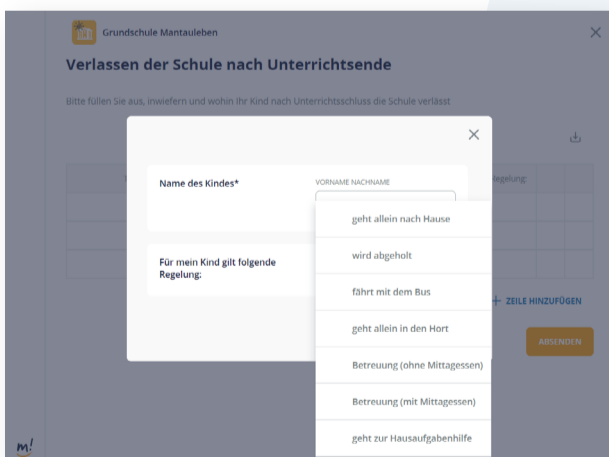 Grundschule Mantauleben
Verlassen der Schule nach Unterrichtsende
Bitte füllen Sie aus, inwiefern und wohin Ihr Kind nach Unterrichtsschluss die Schule verlässt
Name des Kindes*
VORNAME NACHNAME
Regelung:
geht allein nach Hause
wird abgeholt
Für mein Kind gilt folgende
Regelung:
fährt mit dem Bus
ZEILE HINZUFÜGEN
geht allein in den Hort
ABSENDEN
Betreuung (ohne Mittagessen)
Betreuung (mit Mittagessen)
geht zur Hausaufgabenhilfe
m!